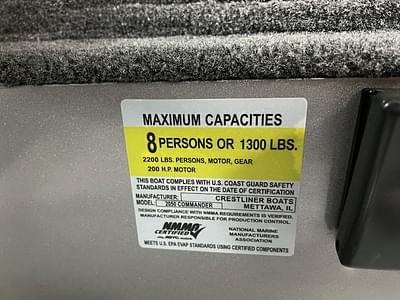 MAXIMUM CAPACITIES
8 PERSONS OR 1300 LBS.
2200 LBS. PERSONS, MOTOR, GEAR
200 H.P. MOTOR
THIS BOAT COMPLIES WITH U.S. COAST GUARD SAFETY
STANDARDS IN EFFECT ON THE DATE OF CERTIFICATION
MANUFACTURER: CRESTLINER BOATS
MODEL: 2050 COMMANDER METTAWA, IL
DESIGN COMPLIANCE WITH NMMA REQUIREMENTS IS VERIFIED.
MANUFACTURER RESPONSIBLE FOR PRODUCTION CONTROL.
NMMA CERTIFIED NATIONAL MARINE
MANUFACTURERS
ASSOCIATION
MEETS U.S. EPA EVAP STANDARDS USING CERTIFIED COMPONENTS